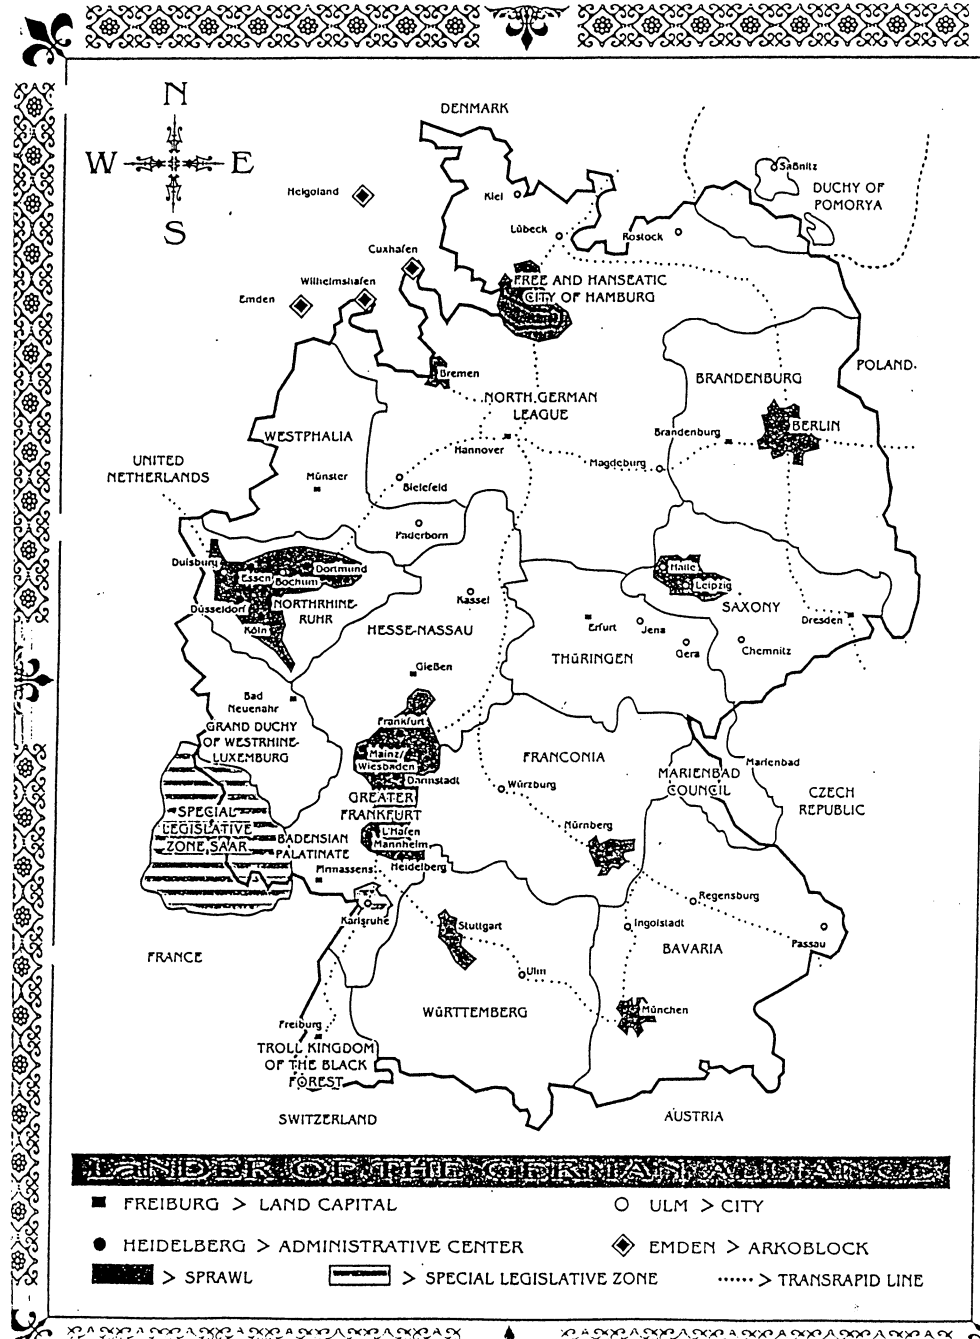 N
W E
S
DENMARK
Helgoland
Kiel
Saßnitz
DUCHY OF
POMORYA
Lübeck
Rostock
Cuxhafen
Wilhelmshafen
Emden
FREE AND HANSEATIC
CITY OF HAMBURG
Bremen
NORTH GERMAN
LEAGUE
BRANDENBURG
POLAND
WESTPHALIA
Brandenburg
BERLIN
Hannover
Magdeburg
UNITED
NETHERLANDS
Münster
Bielefeld
Paderborn
Duisburg
Essen
Bochum
Dortmund
Halle
Leipzig
SAXONY
Düsseldorf
NORTHRHINE-
RUHR
Köln
Kassel
HESSE-NASSAU
Erfurt
Jena
Gera
Chemnitz
Dresden
THÜRINGEN
Gießen
Bad
Neuenahr
GRAND DUCHY
OF WESTRHINE-
LUXEMBURG
Frankfurt
Mainz/
Wiesbaden
Darmstadt
FRANCONIA
Marienbad
MARIENBAD
COUNCIL
CZECH
REPUBLIC
Würzburg
GREATER
FRANKFURT
SPECIAL
LEGISLATIVE
ZONE SAAR
BADENSIAN
PALATINATE
L'Hafen
Mannheim
Nürnberg
Heidelberg
Pirmassens
Karlsruhe
Stuttgart
Regensburg
Ingolstadt
BAVARIA
Passau
FRANCE
Ulm
München
WÜRTTEMBERG
Freiburg
TROLL KINGDOM
OF THE BLACK
FOREST
SWITZERLAND
AUSTRIA
LANDER OF THE GERMAN ALLIANCE
FREIBURG > LAND CAPITAL
ULM > CITY
HEIDELBERG > ADMINISTRATIVE CENTER
EMDEN > ARKOBLOCK
> SPRAWL
> SPECIAL LEGISLATIVE ZONE
> TRANSRAPID LINE